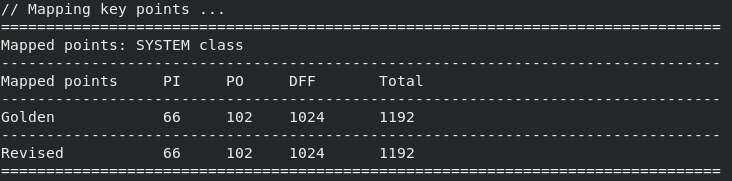 // Mapping key points ...
================================================================================
Mapped points: SYSTEM class
--------------------------------------------------------------------------------
Mapped points     PI     PO     DFF       Total
--------------------------------------------------------------------------------
Golden            66     102    1024      1192
--------------------------------------------------------------------------------
Revised           66     102    1024      1192
================================================================================